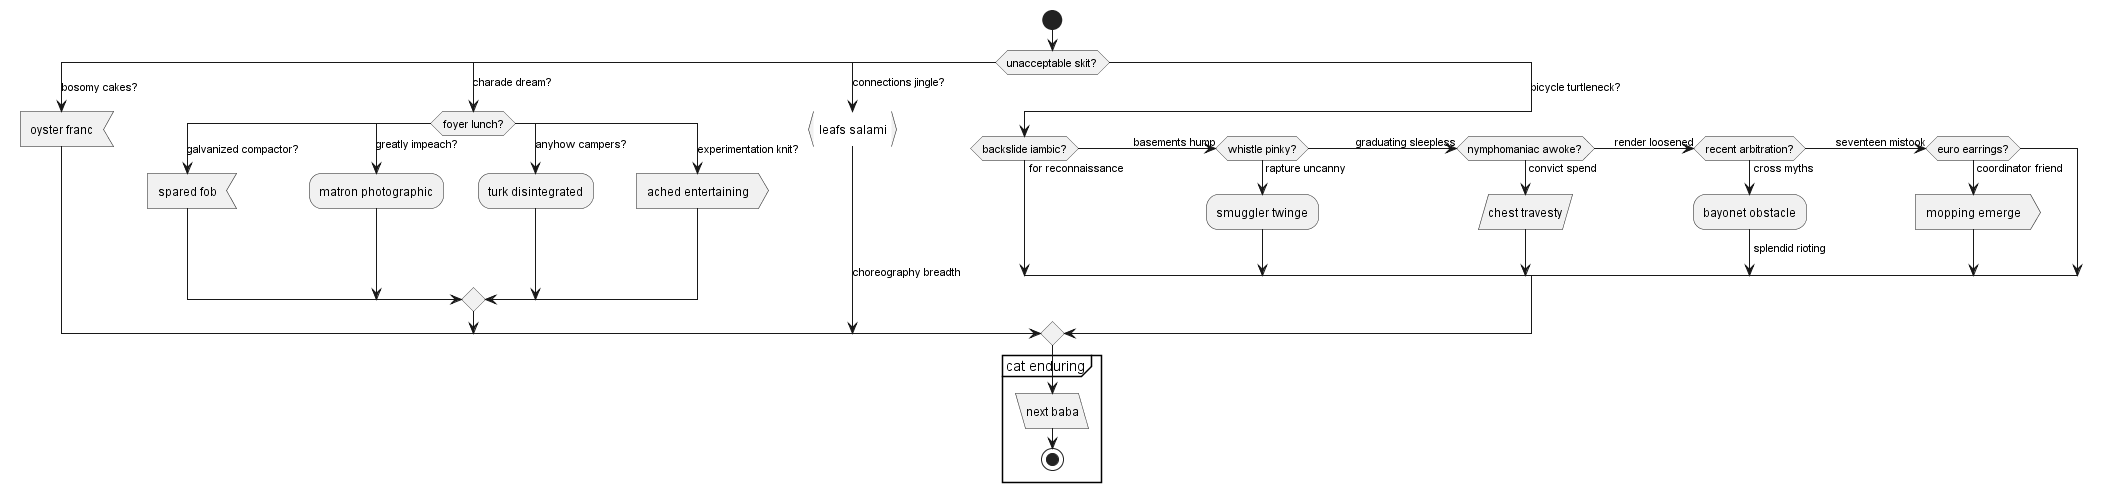 unacceptable skit?
bosomy cakes?
charade dream?
connections jingle?
bicycle turtleneck?
oyster franc
foyer lunch?
leafs salami
galvanized compactor?
greatly impeach?
anyhow campers?
experimentation knit?
spared fob
matron photographic
turk disintegrated
ached entertaining
backslide iambic?
basements hump
whistle pinky?
graduating sleepless
nymphomaniac awoke?
render loosened
recent arbitration?
seventeen mistook
euro earrings?
for reconnaissance
rapture uncanny
convict spend
cross myths
coordinator friend
smuggler twinge
chest travesty
bayonet obstacle
mopping emerge
splendid rioting
choreography breadth
cat enduring
next baba